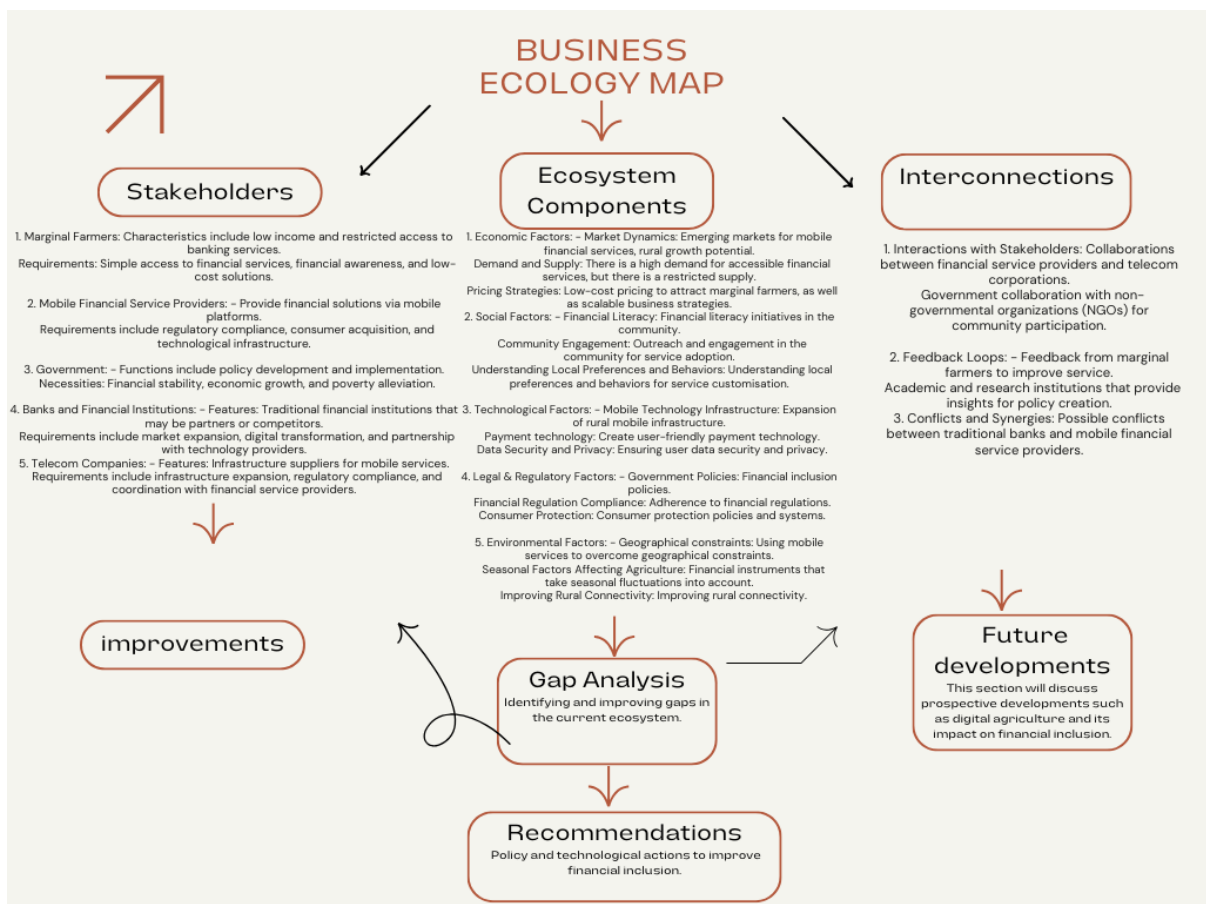 BUSINESS
ECOLOGY MAP
Stakeholders
1. Marginal Farmers: Characteristics include low income and restricted access to
banking services.
Requirements: Simple access to financial services, financial awareness, and low-
cost solutions.
2. Mobile Financial Service Providers: - Provide financial solutions via mobile
platforms.
Requirements include regulatory compliance, consumer acquisition, and
technological infrastructure.
3. Government: - Functions include policy development and implementation.
Necessities: Financial stability, economic growth, and poverty alleviation.
4. Banks and Financial Institutions: - Features: Traditional financial institutions that
may be partners or competitors.
Requirements include market expansion, digital transformation, and partnership
with technology providers.
5. Telecom Companies: - Features: Infrastructure suppliers for mobile services.
Requirements include infrastructure expansion, regulatory compliance, and
coordination with financial service providers.
improvements
Ecosystem
Components
1. Economic Factors: - Market Dynamics: Emerging markets for mobile
financial services, rural growth potential.
Demand and Supply: There is a high demand for accessible financial
services, but there is a restricted supply.
Pricing Strategies: Low-cost pricing to attract marginal farmers, as well
as scalable business strategies.
2. Social Factors: - Financial Literacy: Financial literacy initiatives in the
community.
Community Engagement: Outreach and engagement in the
community for service adoption.
Understanding Local Preferences and Behaviors: Understanding local
preferences and behaviors for service customisation.
3. Technological Factors: - Mobile Technology Infrastructure: Expansion
of rural mobile infrastructure.
Payment technology: Create user-friendly payment technology.
Data Security and Privacy: Ensuring user data security and privacy.
4. Legal & Regulatory Factors: - Government Policies: Financial inclusion
policies.
Financial Regulation Compliance: Adherence to financial regulations.
Consumer Protection: Consumer protection policies and systems.
5. Environmental Factors: - Geographical constraints: Using mobile
services to overcome geographical constraints.
Seasonal Factors Affecting Agriculture: Financial instruments that
take seasonal fluctuations into account.
Improving Rural Connectivity: Improving rural connectivity.
Gap Analysis
Identifying and improving gaps in
the current ecosystem.
Recommendations
Policy and technological actions to improve
financial inclusion.
Interconnections
1. Interactions with Stakeholders: Collaborations
between financial service providers and telecom
corporations.
Government collaboration with non-
governmental organizations (NGOs) for
community participation.
2. Feedback Loops: - Feedback from marginal
farmers to improve service.
Academic and research institutions that provide
insights for policy creation.
3. Conflicts and Synergies: Possible conflicts
between traditional banks and mobile financial
service providers.
Future
developments
This section will discuss
prospective developments such
as digital agriculture and its
impact on financial inclusion.